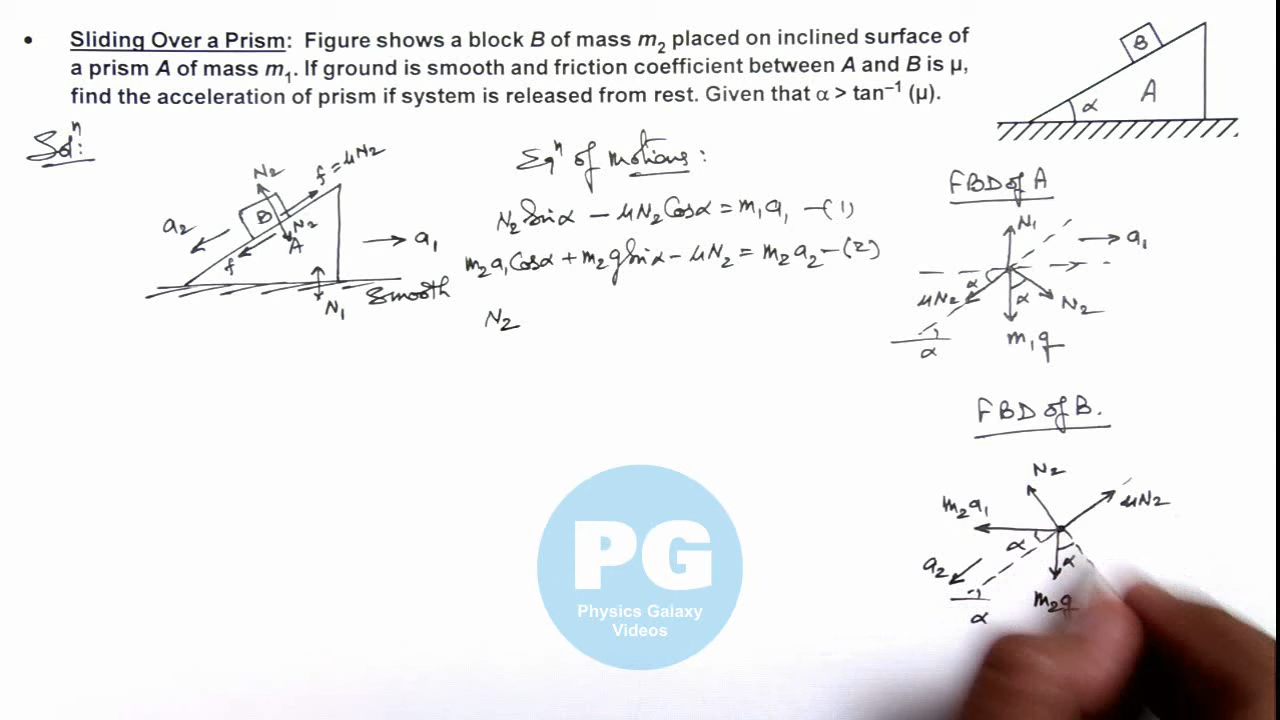 • Sliding Over a Prism: Figure shows a block B of mass m₂ placed on inclined surface of
a prism A of mass m₁. If ground is smooth and friction coefficient between A and B is μ,
find the acceleration of prism if system is released from rest. Given that α > tan⁻¹ (μ).
B
A
α
Solⁿ:
N₂
f = μN₂
B
N₂
A
a₂
f
a₁
N₁
Smooth
Eqⁿ of motions:
N₂ Sinα - μN₂ Cosα = m₁a₁ —(1)
m₂a₁ Cosα + m₂g Sinα - μN₂ = m₂a₂ —(2)
N₂
FBD of A
N₁
a₁
α
μN₂
α
N₂
α
m₁g
FBD of B.
N₂
μN₂
m₂a₁
α
a₂
α
α
m₂g
PG
Physics Galaxy
Videos